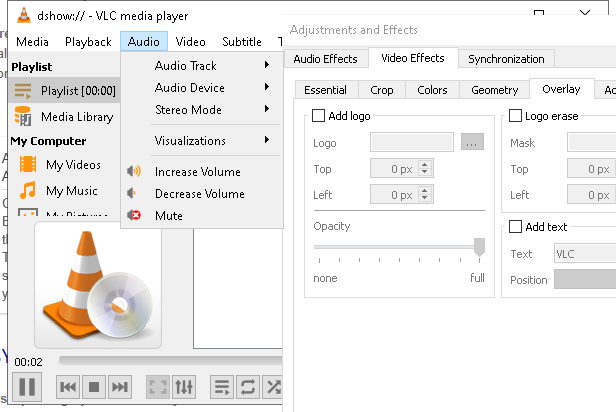 dshow:// - VLC media player
Media Playback Audio Video Subtitle T
Playlist
Playlist [00:00]
Media Library
My Computer
My Videos
My Music
My Pictures
Audio Track
Audio Device
Stereo Mode
Visualizations
Increase Volume
Decrease Volume
Mute
00:02
Adjustments and Effects
Audio Effects Video Effects Synchronization
Essential Crop Colors Geometry Overlay
Add logo
Logo ...
Top 0 px
Left 0 px
Opacity
none full
Logo erase
Mask
Top 0 px
Left 0 px
Add text
Text VLC
Position